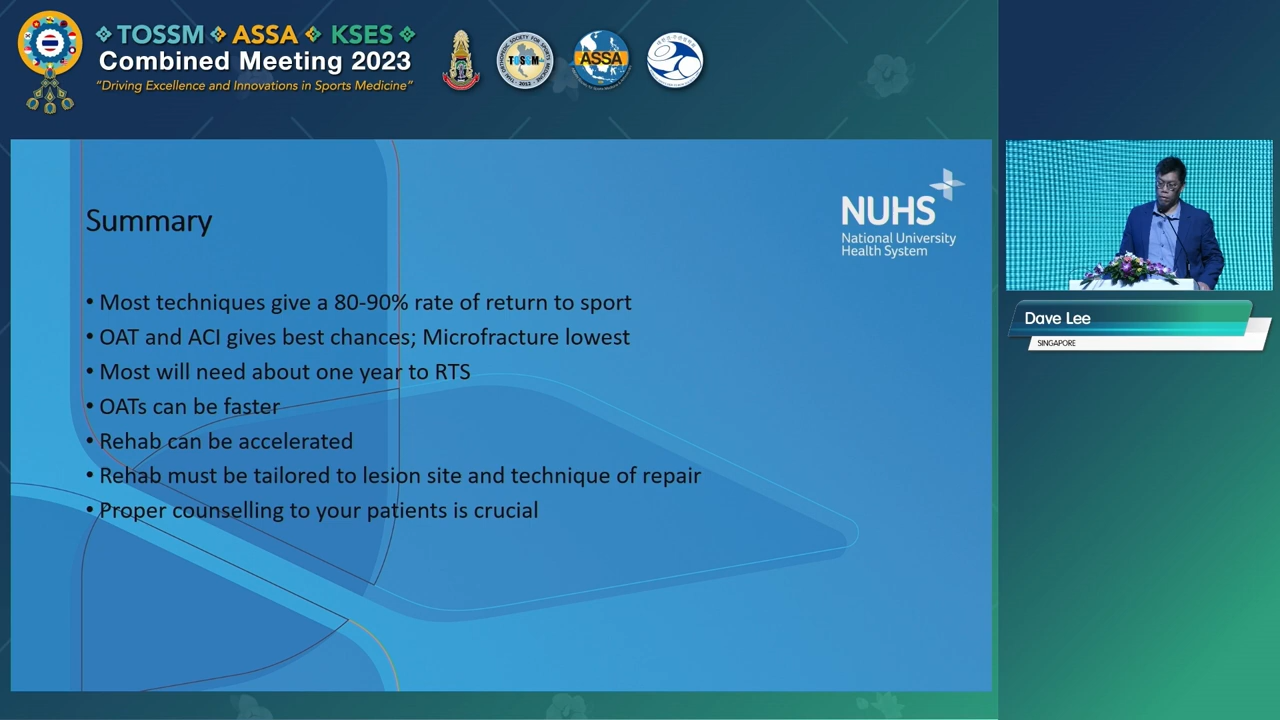 TOSSM ASSA KSES
Combined Meeting 2023
"Driving Excellence and Innovations in Sports Medicine"
TOSSM
ASSA
NUHS
National University
Health System
Summary
• Most techniques give a 80-90% rate of return to sport
• OAT and ACI gives best chances; Microfracture lowest
• Most will need about one year to RTS
• OATs can be faster
• Rehab can be accelerated
• Rehab must be tailored to lesion site and technique of repair
• Proper counselling to your patients is crucial
Dave Lee
SINGAPORE